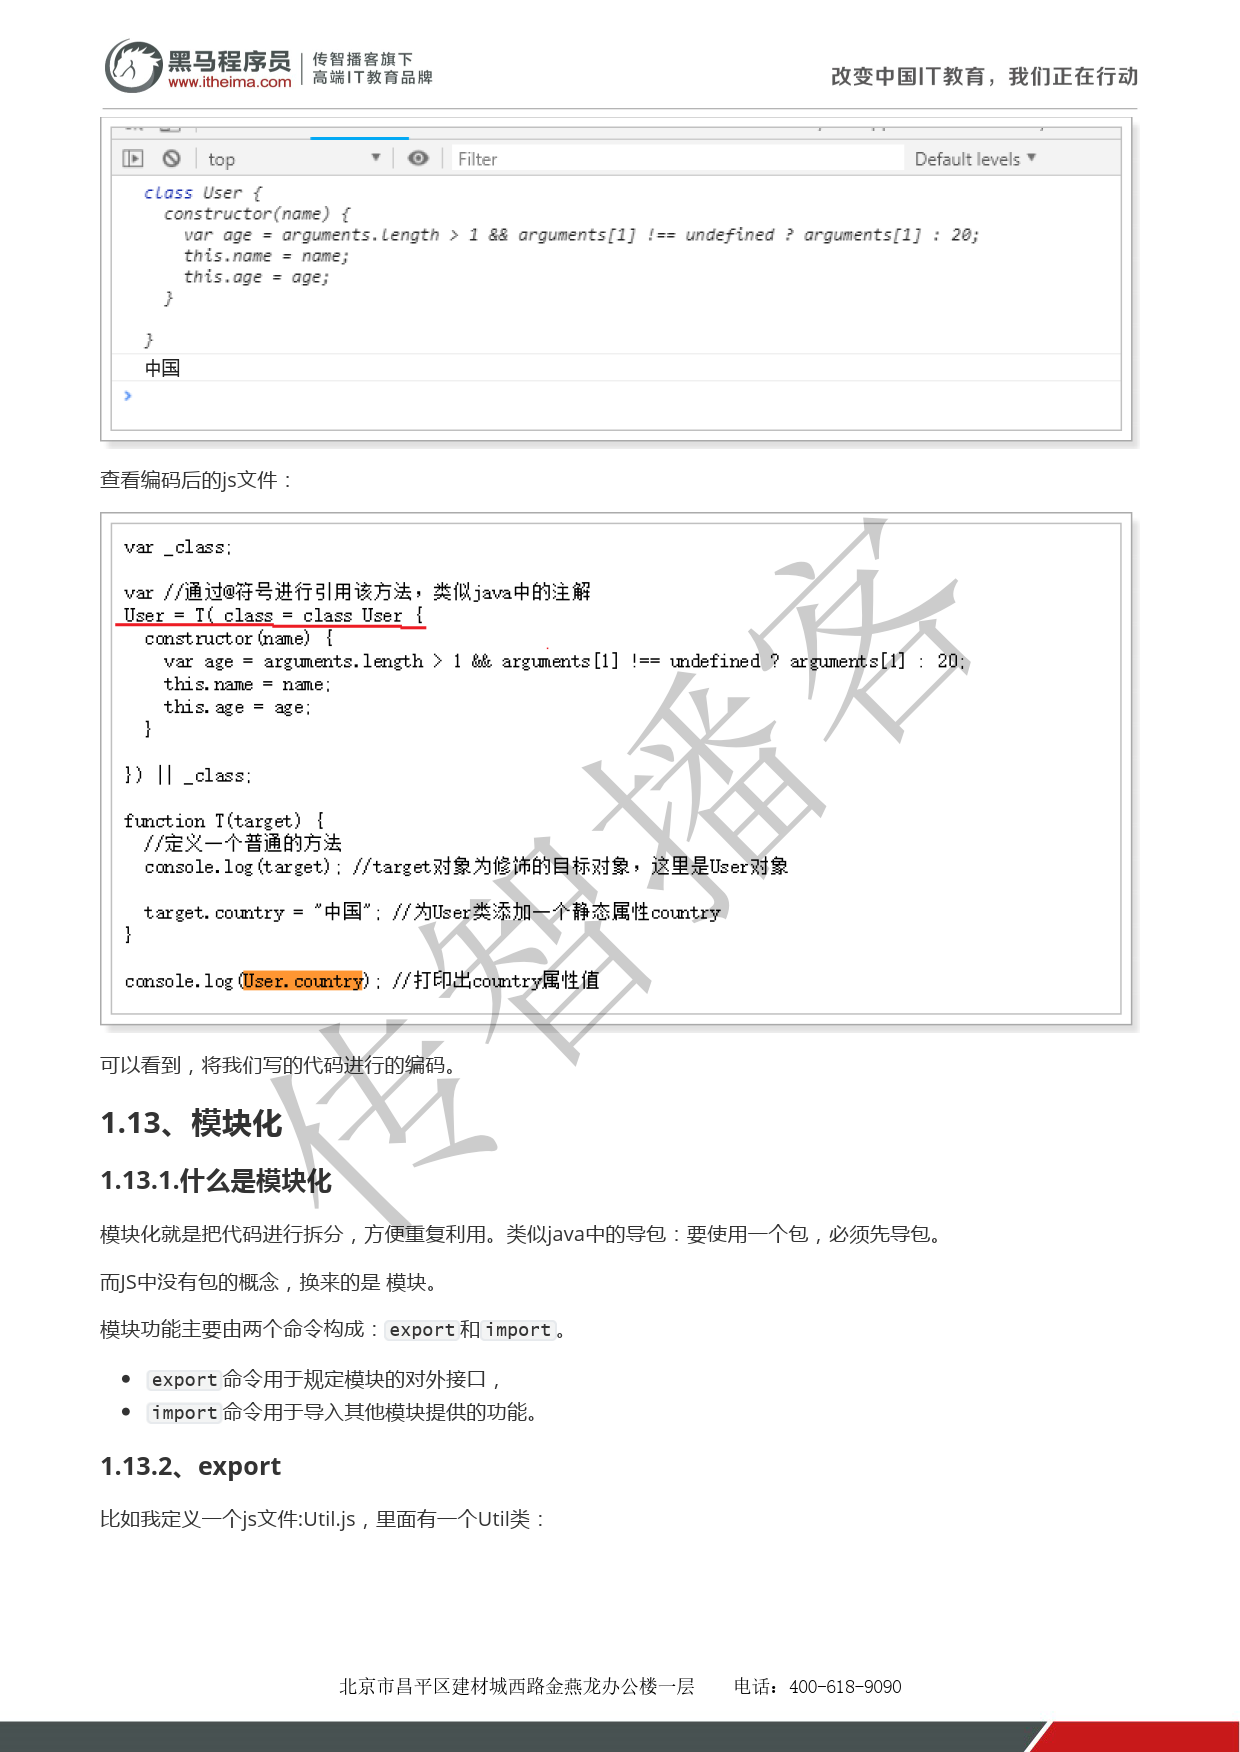 黑马程序员
www.itheima.com
传智播客旗下
高端IT教育品牌
改变中国IT教育，我们正在行动
top
Filter
Default levels
class User {
constructor(name) {
var age = arguments.length > 1 && arguments[1] !== undefined ? arguments[1] : 20;
this.name = name;
this.age = age;
}
}
中国
查看编码后的js文件：
var _class;
var //通过@符号进行引用该方法，类似java中的注解
User = T(_class = class User {
constructor(name) {
var age = arguments.length > 1 && arguments[1] !== undefined ? arguments[1] : 20;
this.name = name;
this.age = age;
}
}) || _class;
function T(target) {
//定义一个普通的方法
console.log(target); //target对象为修饰的目标对象，这里是User对象
target.country = "中国"; //为User类添加一个静态属性country
}
console.log(User.country); //打印出country属性值
传智播客
可以看到，将我们写的代码进行的编码。
1.13、模块化
1.13.1.什么是模块化
模块化就是把代码进行拆分，方便重复利用。类似java中的导包：要使用一个包，必须先导包。
而JS中没有包的概念，换来的是 模块。
模块功能主要由两个命令构成：export和import。
• export命令用于规定模块的对外接口，
• import命令用于导入其他模块提供的功能。
1.13.2、export
比如我定义一个js文件:Util.js，里面有一个Util类：
北京市昌平区建材城西路金燕龙办公楼一层 电话：400-618-9090